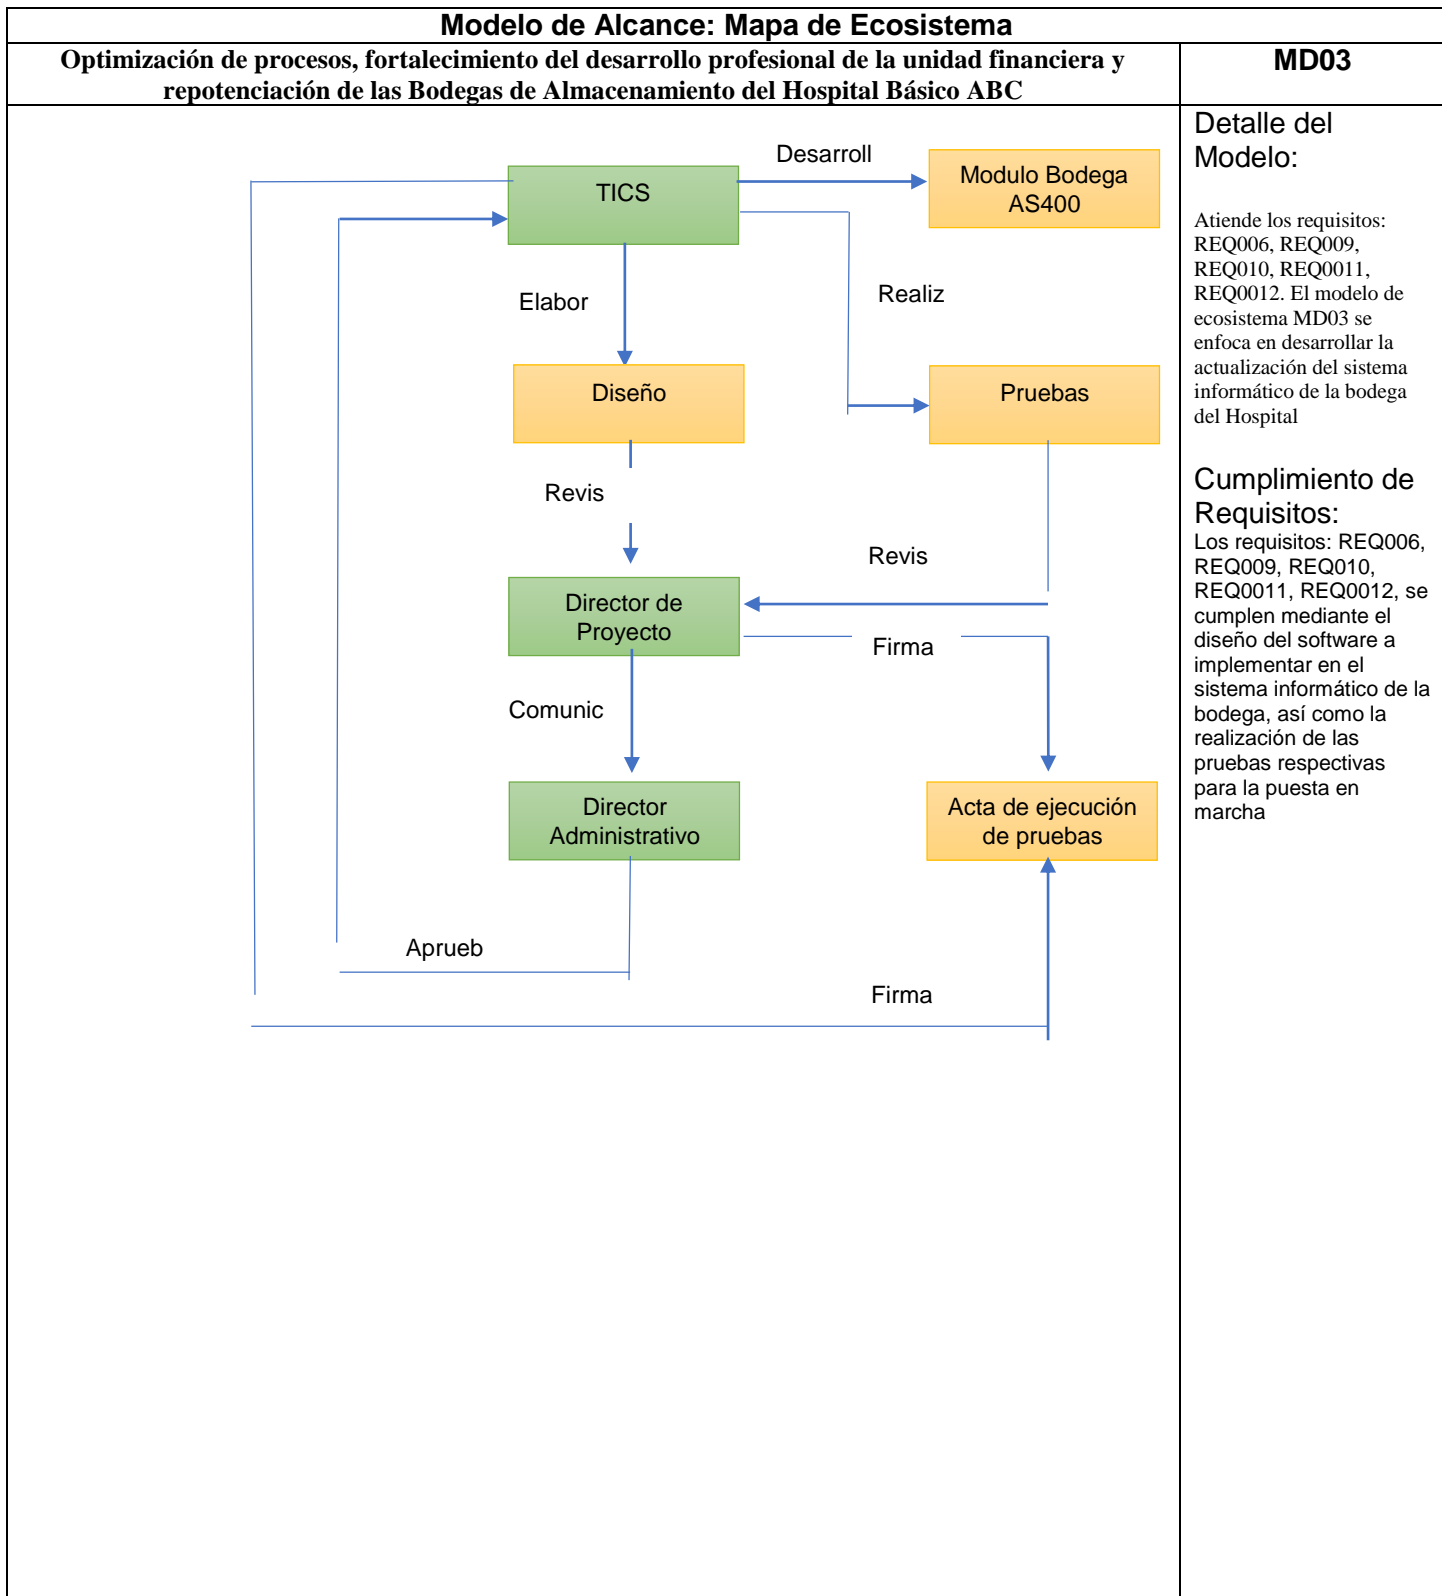 Modelo de Alcance: Mapa de Ecosistema
Optimización de procesos, fortalecimiento del desarrollo profesional de la unidad financiera y
repotenciación de las Bodegas de Almacenamiento del Hospital Básico ABC
MD03
Desarroll
TICS
Modulo Bodega
AS400
Elabor
Realiz
Diseño
Pruebas
Revis
Revis
Director de
Proyecto
Firma
Comunic
Director
Administrativo
Acta de ejecución
de pruebas
Aprueb
Firma
Detalle del
Modelo:
Atiende los requisitos:
REQ006, REQ009,
REQ010, REQ0011,
REQ0012. El modelo de
ecosistema MD03 se
enfoca en desarrollar la
actualización del sistema
informático de la bodega
del Hospital
Cumplimiento de
Requisitos:
Los requisitos: REQ006,
REQ009, REQ010,
REQ0011, REQ0012, se
cumplen mediante el
diseño del software a
implementar en el
sistema informático de la
bodega, así como la
realización de las
pruebas respectivas
para la puesta en
marcha